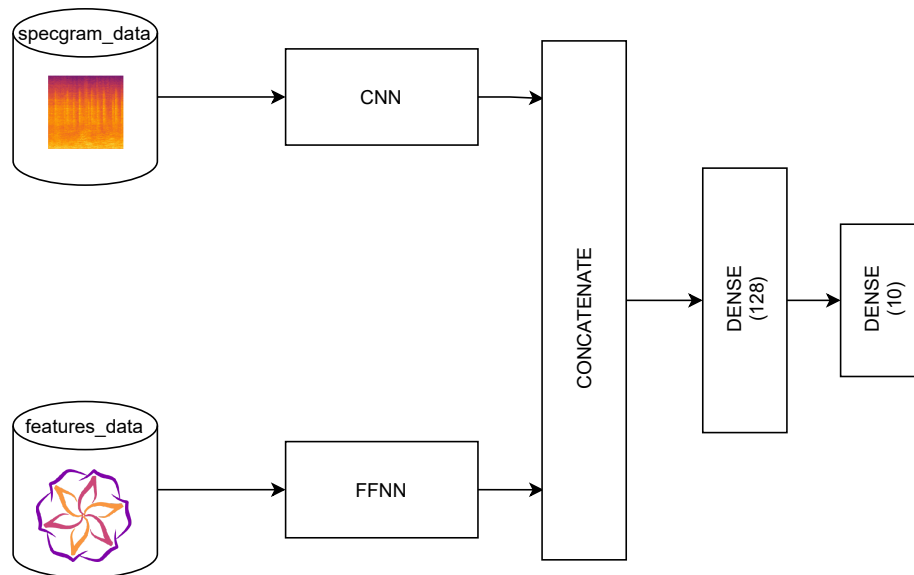 specgram_data
CNN
features_data
FFNN
CONCATENATE
DENSE
(128)
DENSE
(10)